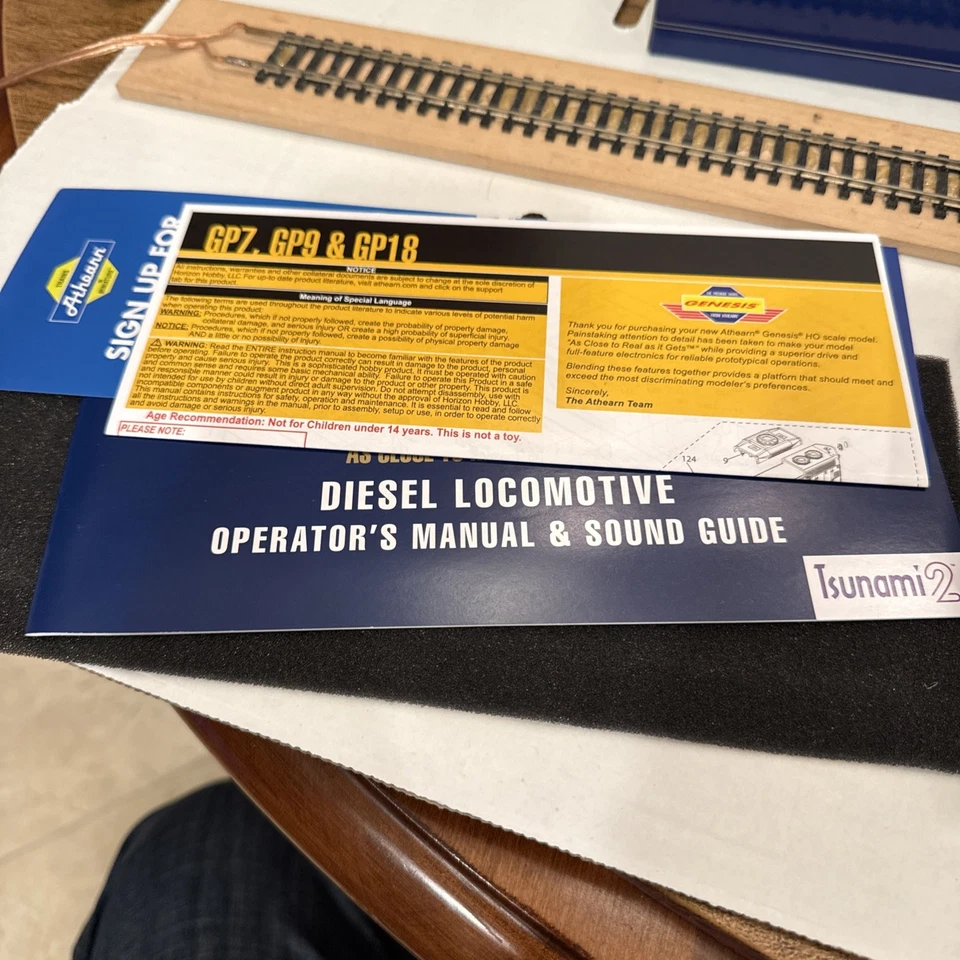 Athearn
TRAINS IN MINIATURE
SIGN UP FOR
GP7, GP9 & GP18
NOTICE
All instructions, warranties and other collateral documents are subject to change at the sole discretion of
Horizon Hobby, LLC. For up-to-date product literature, visit athearn.com and click on the support
tab for this product.
Meaning of Special Language
The following terms are used throughout the product literature to indicate various levels of potential harm
when operating this product:
WARNING: Procedures, which if not properly followed, create the probability of property damage,
collateral damage, and serious injury OR create a high probability of superficial injury.
NOTICE: Procedures, which if not properly followed, create a possibility of physical property damage
AND a little or no possibility of injury.
WARNING: Read the ENTIRE instruction manual to become familiar with the features of the product
before operating. Failure to operate the product correctly can result in damage to the product, personal
property and cause serious injury. This is a sophisticated hobby product. It must be operated with caution
and common sense and requires some basic mechanical ability. Failure to operate this Product in a safe
and responsible manner could result in injury or damage to the product or other property. This product is
not intended for use by children without direct adult supervision. Do not attempt disassembly, use with
incompatible components or augment product in any way without the approval of Horizon Hobby, LLC.
This manual contains instructions for safety, operation and maintenance. It is essential to read and follow
all the instructions and warnings in the manual, prior to assembly, setup or use, in order to operate correctly
and avoid damage or serious injury.
Age Recommendation: Not for Children under 14 years. This is not a toy.
PLEASE NOTE:
GENESIS
Thank you for purchasing your new Athearn® Genesis® HO scale model.
Painstaking attention to detail has been taken to make your model
"As Close to Real as it Gets™" while providing a superior drive and
full-feature electronics for reliable prototypical operations.
Blending these features together provides a platform that should meet and
exceed the most discriminating modeler's preferences.
Sincerely,
The Athearn Team
124
9
AS CLOSE TO
DIESEL LOCOMOTIVE
OPERATOR'S MANUAL & SOUND GUIDE
Tsunami2™